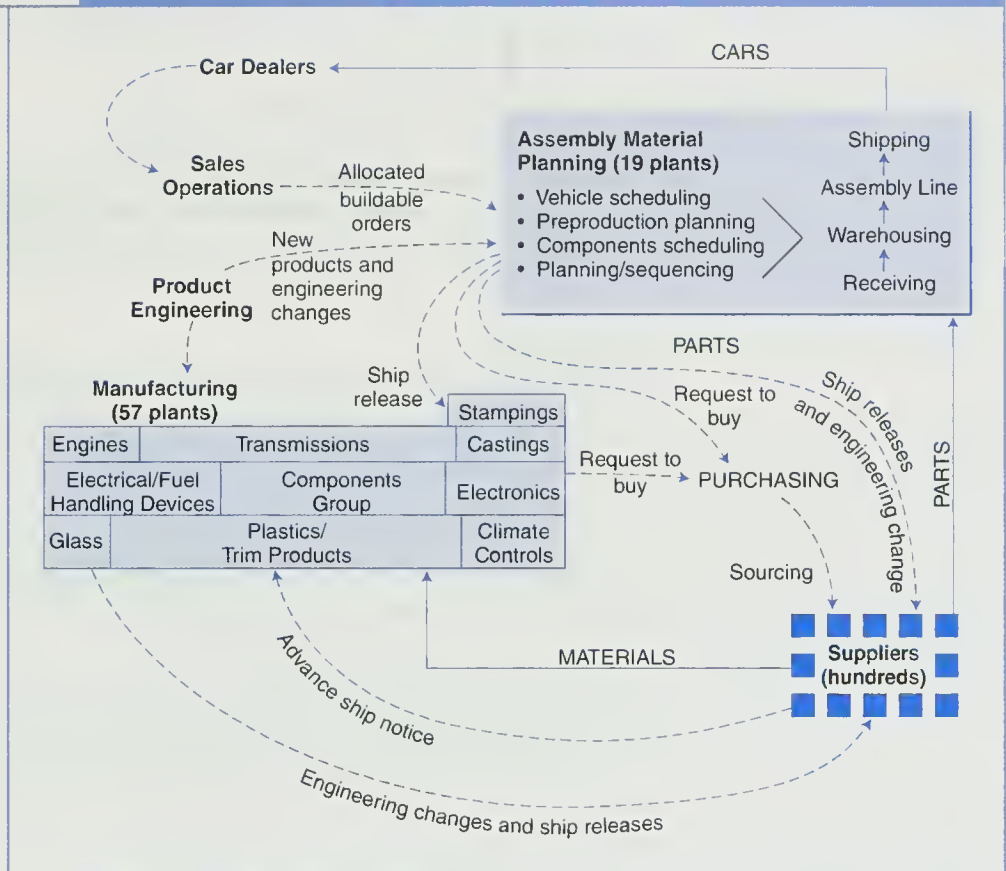 CARS
Car Dealers
Assembly Material
Planning (19 plants)
• Vehicle scheduling
• Preproduction planning
• Components scheduling
• Planning/sequencing
Shipping
Assembly Line
Warehousing
Receiving
Sales
Operations
Allocated
buildable
orders
New
products and
engineering
changes
Product
Engineering
PARTS
Ship
release
Request to
buy
Ship releases
and engineering change
PARTS
Manufacturing
(57 plants)
Stampings
Engines
Transmissions
Castings
Electrical/Fuel
Handling Devices
Components
Group
Electronics
Glass
Plastics/
Trim Products
Climate
Controls
Request to
buy
PURCHASING
Sourcing
Suppliers
(hundreds)
MATERIALS
Advance ship notice
Engineering changes and ship releases